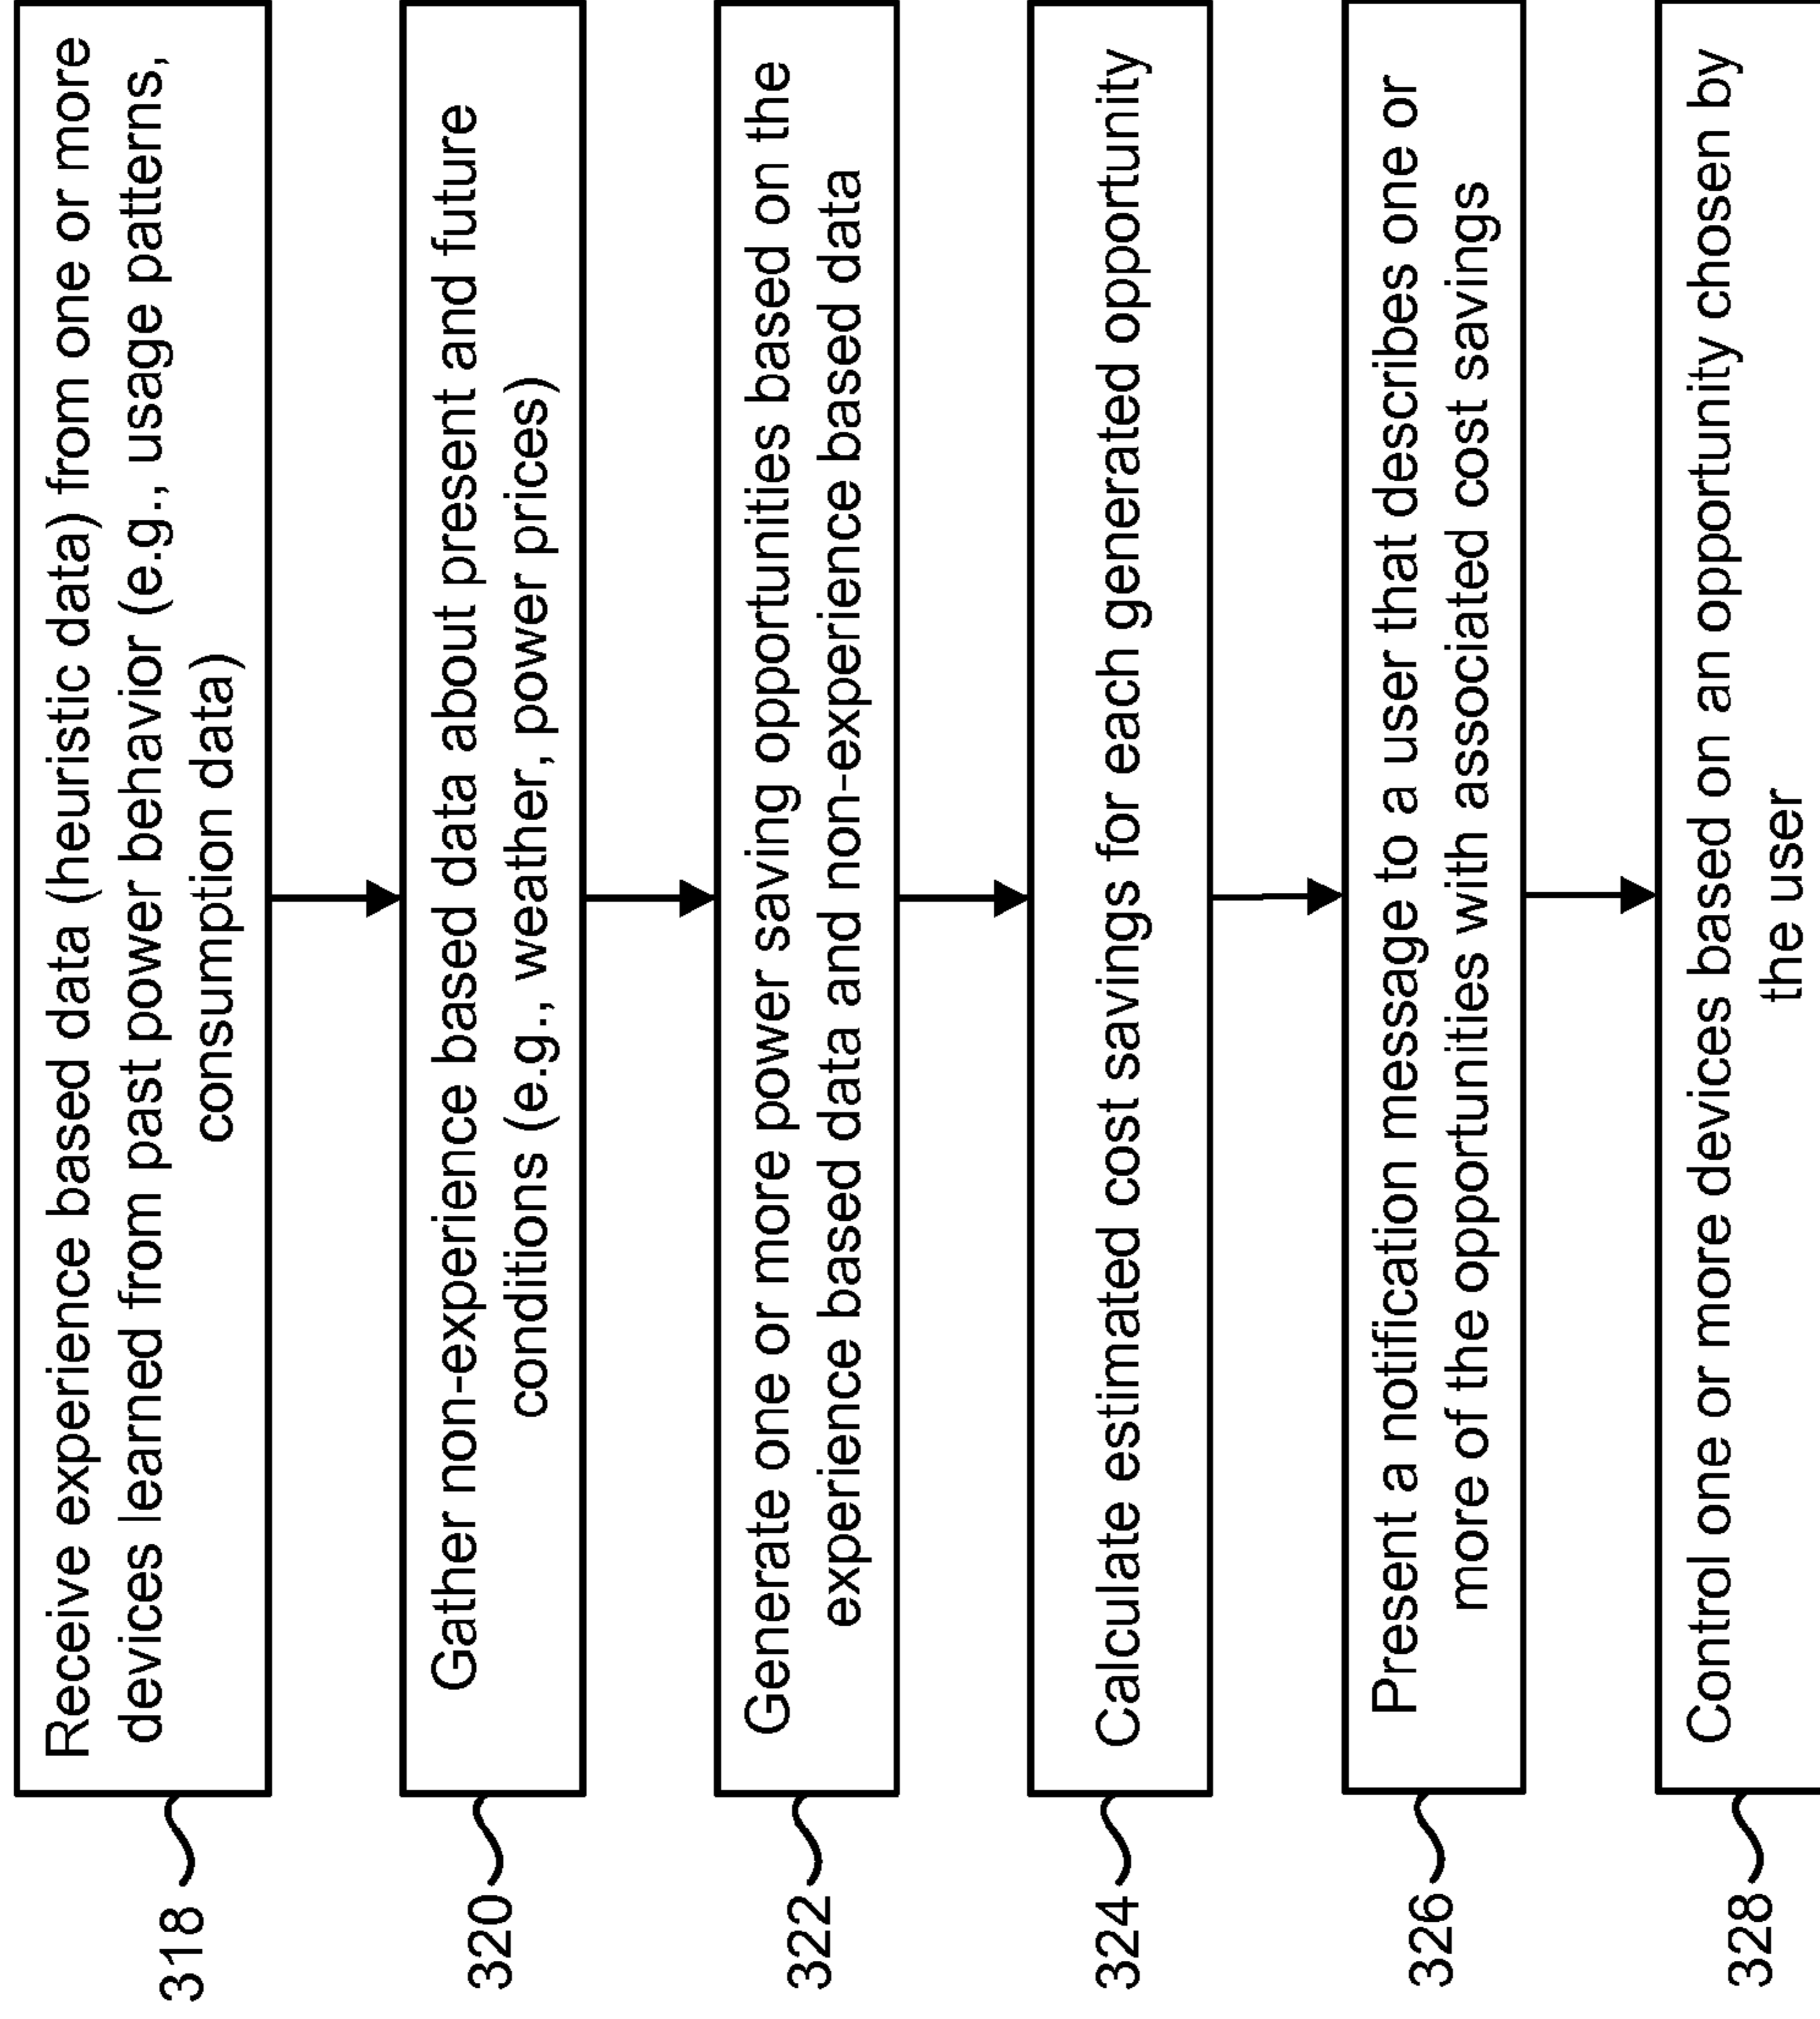 318
Receive experience based data (heuristic data) from one or more
devices learned from past power behavior (e.g., usage patterns,
consumption data)
320
Gather non-experience based data about present and future
conditions (e.g., weather, power prices)
322
Generate one or more power saving opportunities based on the
experience based data and non-experience based data
324
Calculate estimated cost savings for each generated opportunity
326
Present a notification message to a user that describes one or
more of the opportunities with associated cost savings
328
Control one or more devices based on an opportunity chosen by
the user